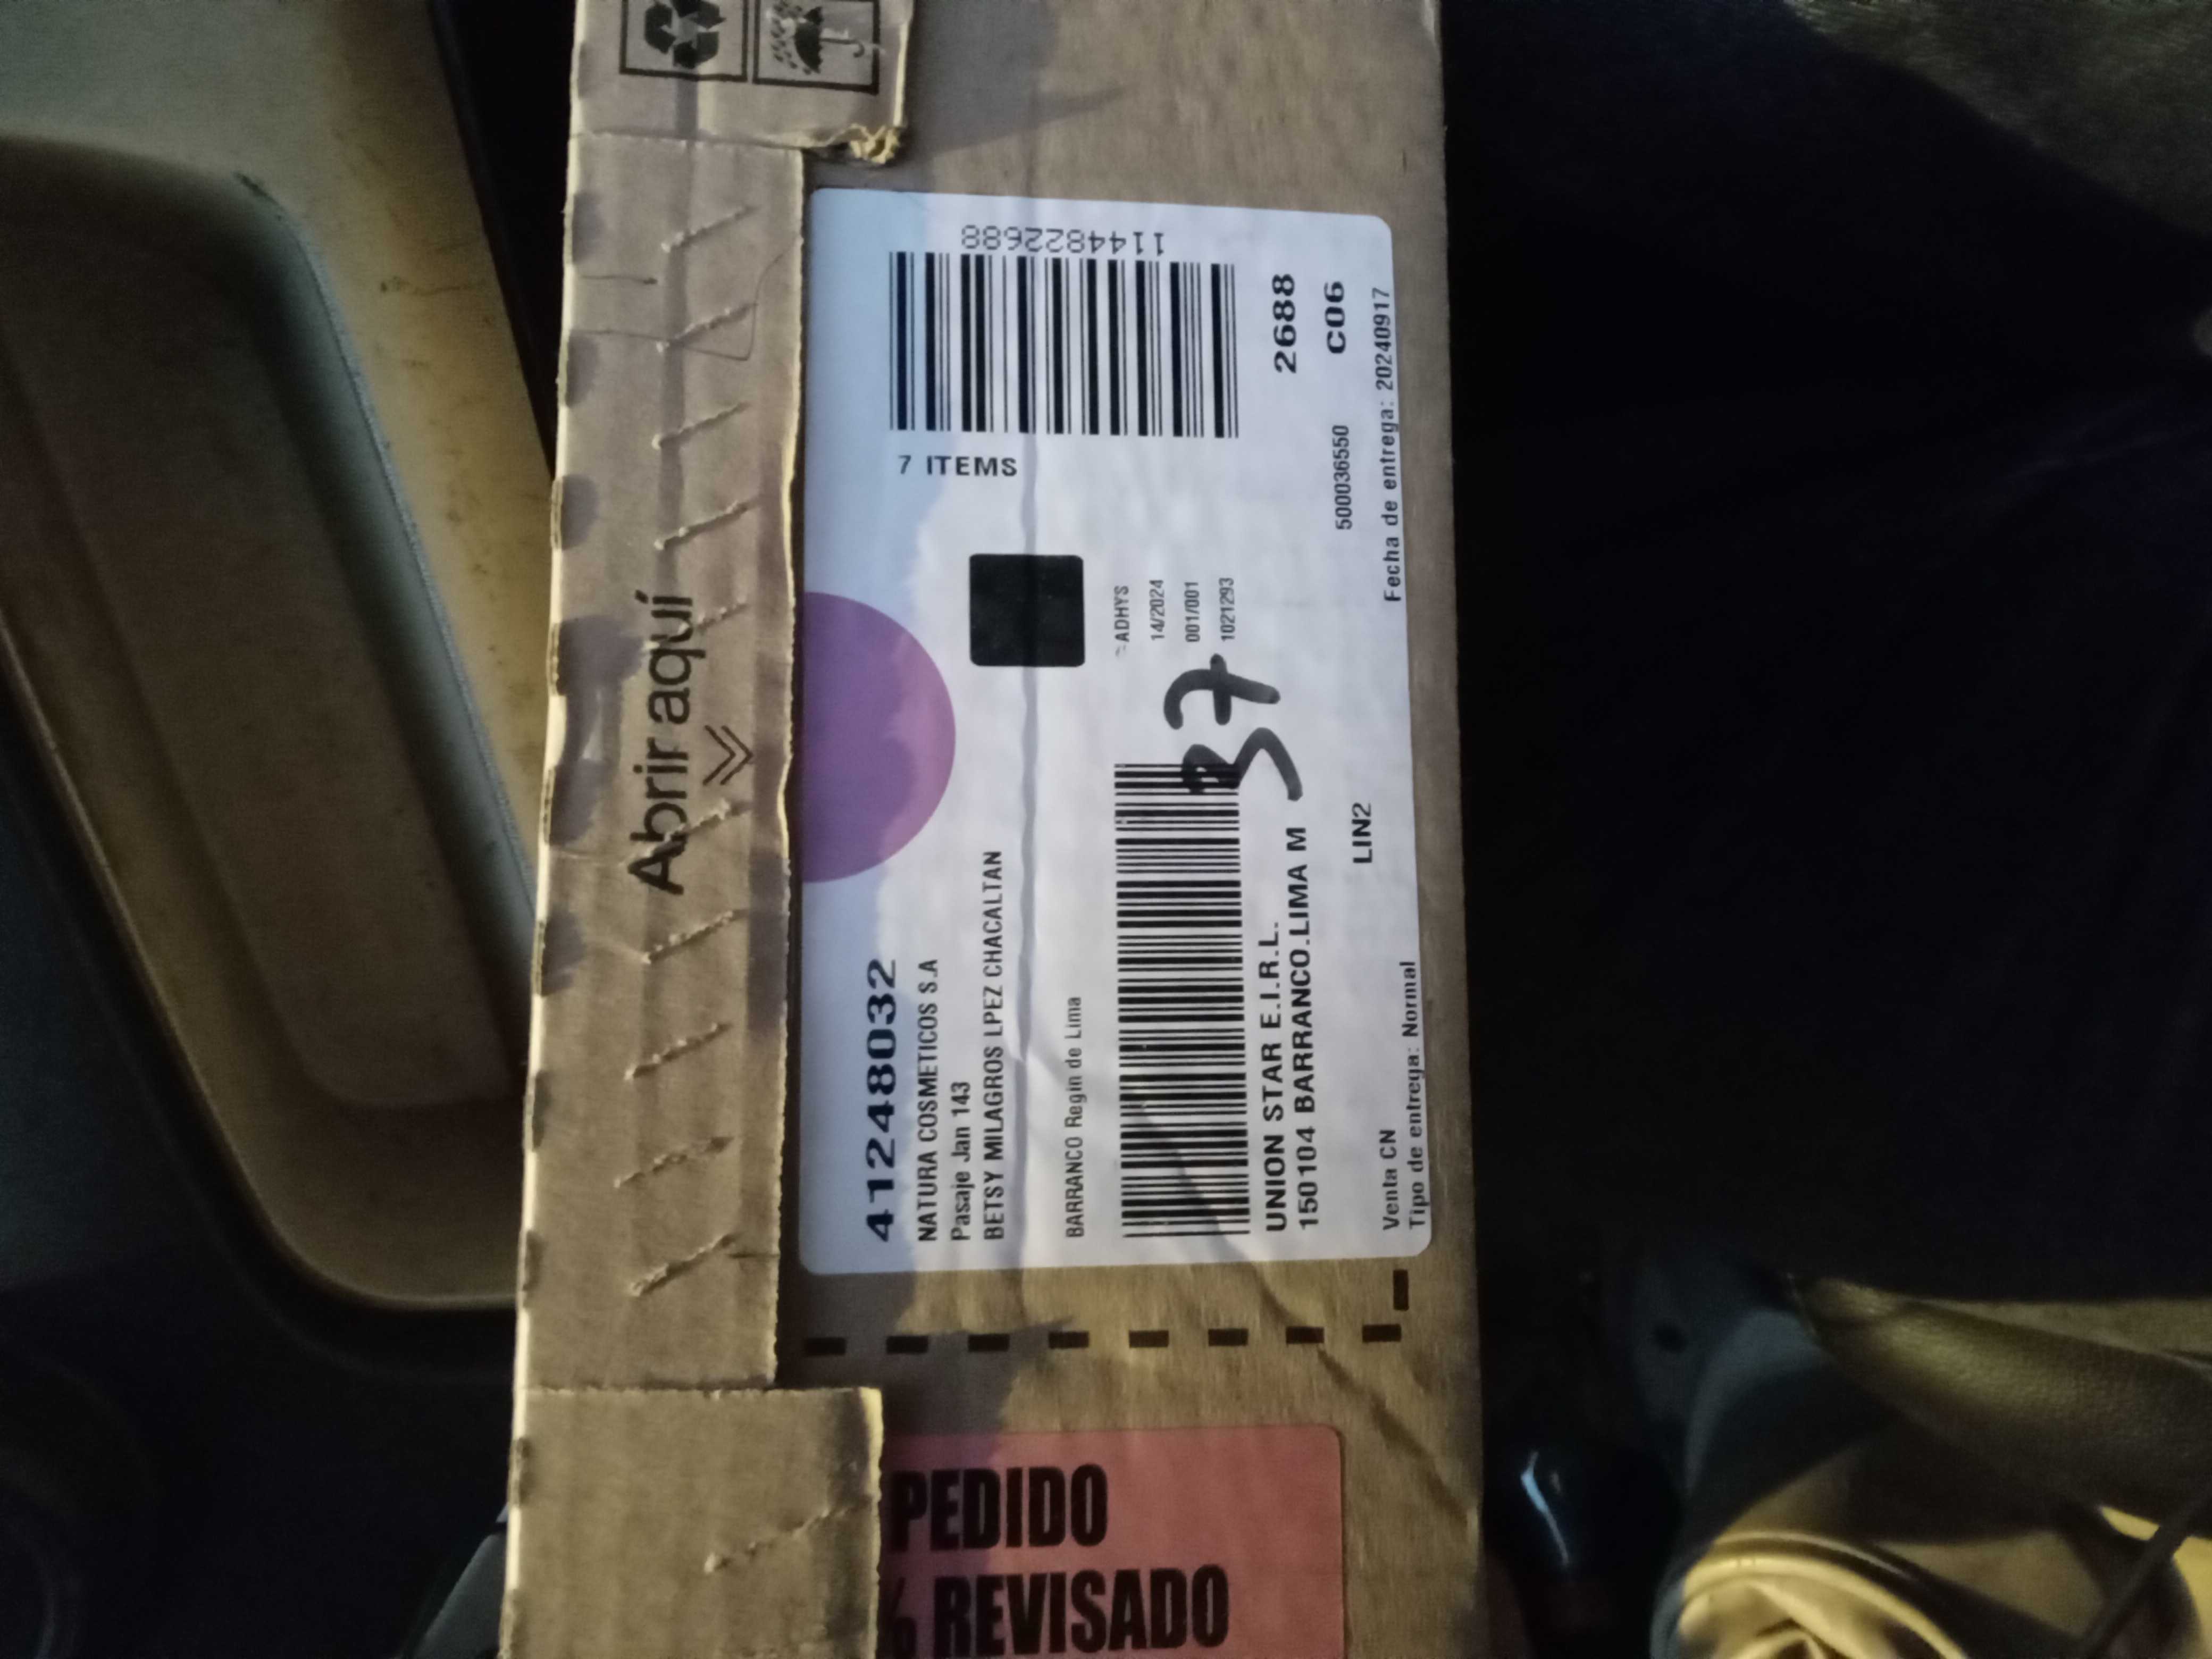 Abrir aquí
1144822688
7 ITEMS
41248032
NATURA COSMETICOS S.A
Pasaje Jan 143
BETSY MILAGROS LPEZ CHACALTAN
BARRANCO Regin de Lima
ADHYS
14/2024
001/001
1021293
37
UNION STAR E.I.R.L.
2688
150104 BARRANCO.LIMA M
C06
LIN2
500036550
Venta CN
Tipo de entrega: Normal
Fecha de entrega: 20240917
PEDIDO
% REVISADO